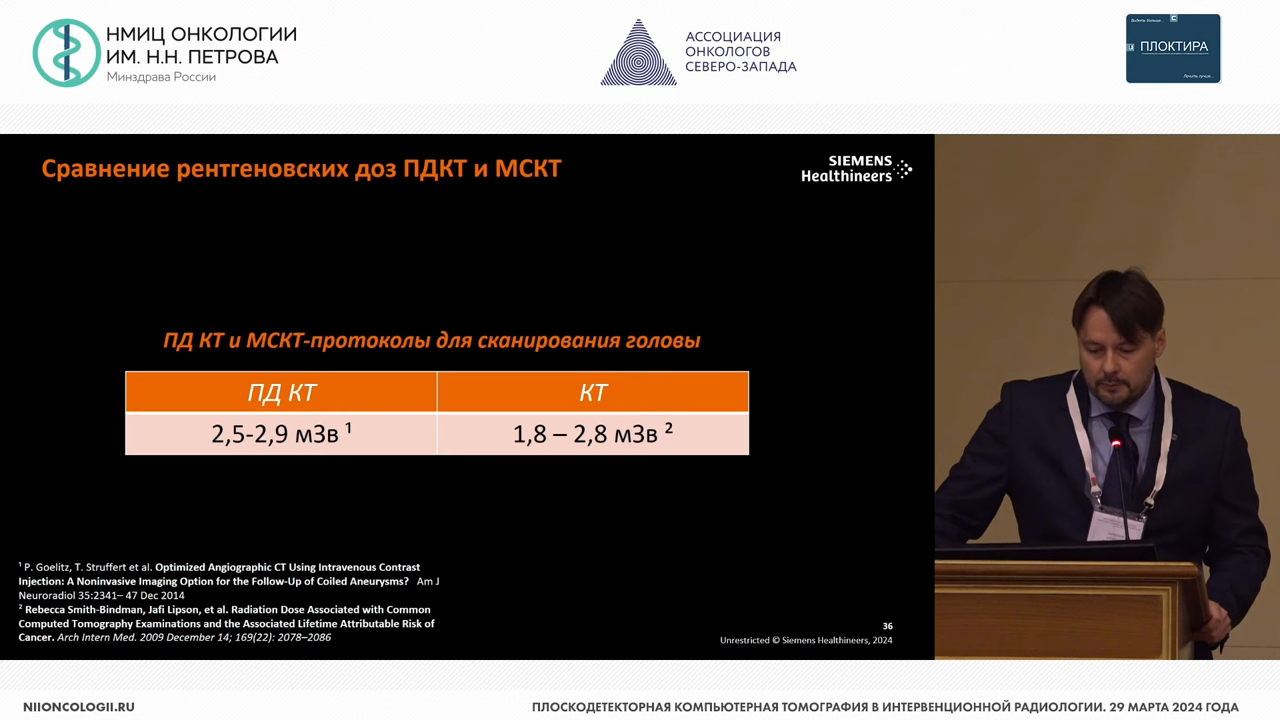 НМИЦ ОНКОЛОГИИ
ИМ. Н.Н. ПЕТРОВА
Минздрава России
АССОЦИАЦИЯ
ОНКОЛОГОВ
СЕВЕРО-ЗАПАДА
Видеть больше...
ПЛОКТИРА
Лечить лучше...
Сравнение рентгеновских доз ПДКТ и МСКТ
SIEMENS
Healthineers
ПД КТ и МСКТ-протоколы для сканирования головы
ПД КТ КТ
2,5-2,9 мЗв ¹ 1,8 – 2,8 мЗв ²
¹ P. Goelitz, T. Struffert et al. Optimized Angiographic CT Using Intravenous Contrast
Injection: A Noninvasive Imaging Option for the Follow-Up of Coiled Aneurysms? Am J
Neuroradiol 35:2341– 47 Dec 2014
² Rebecca Smith-Bindman, Jafi Lipson, et al. Radiation Dose Associated with Common
Computed Tomography Examinations and the Associated Lifetime Attributable Risk of
Cancer. Arch Intern Med. 2009 December 14; 169(22): 2078–2086
36
Unrestricted © Siemens Healthineers, 2024
NIIONCOLOGII.RU
ПЛОСКОДЕТЕКТОРНАЯ КОМПЬЮТЕРНАЯ ТОМОГРАФИЯ В ИНТЕРВЕНЦИОННОЙ РАДИОЛОГИИ. 29 МАРТА 2024 ГОДА